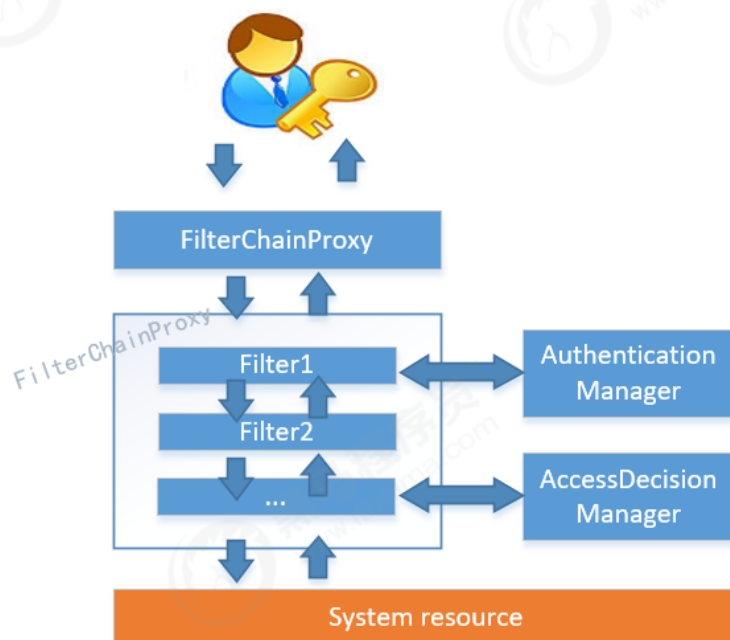 FilterChainProxy
FilterChainProxy
Filter1
Filter2
...
Authentication
Manager
AccessDecision
Manager
System resource